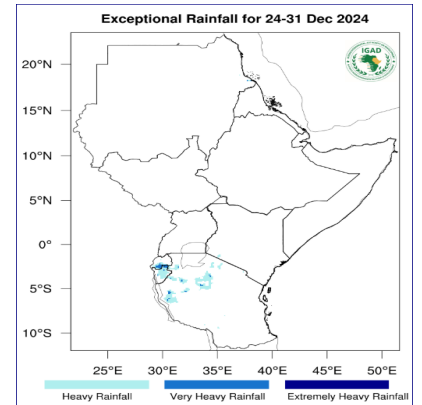 Exceptional Rainfall for 24-31 Dec 2024
IGAD
20°N
15°N
10°N
5°N
0°
5°S
10°S
25°E 30°E 35°E 40°E 45°E 50°E
Heavy Rainfall Very Heavy Rainfall Extremely Heavy Rainfall